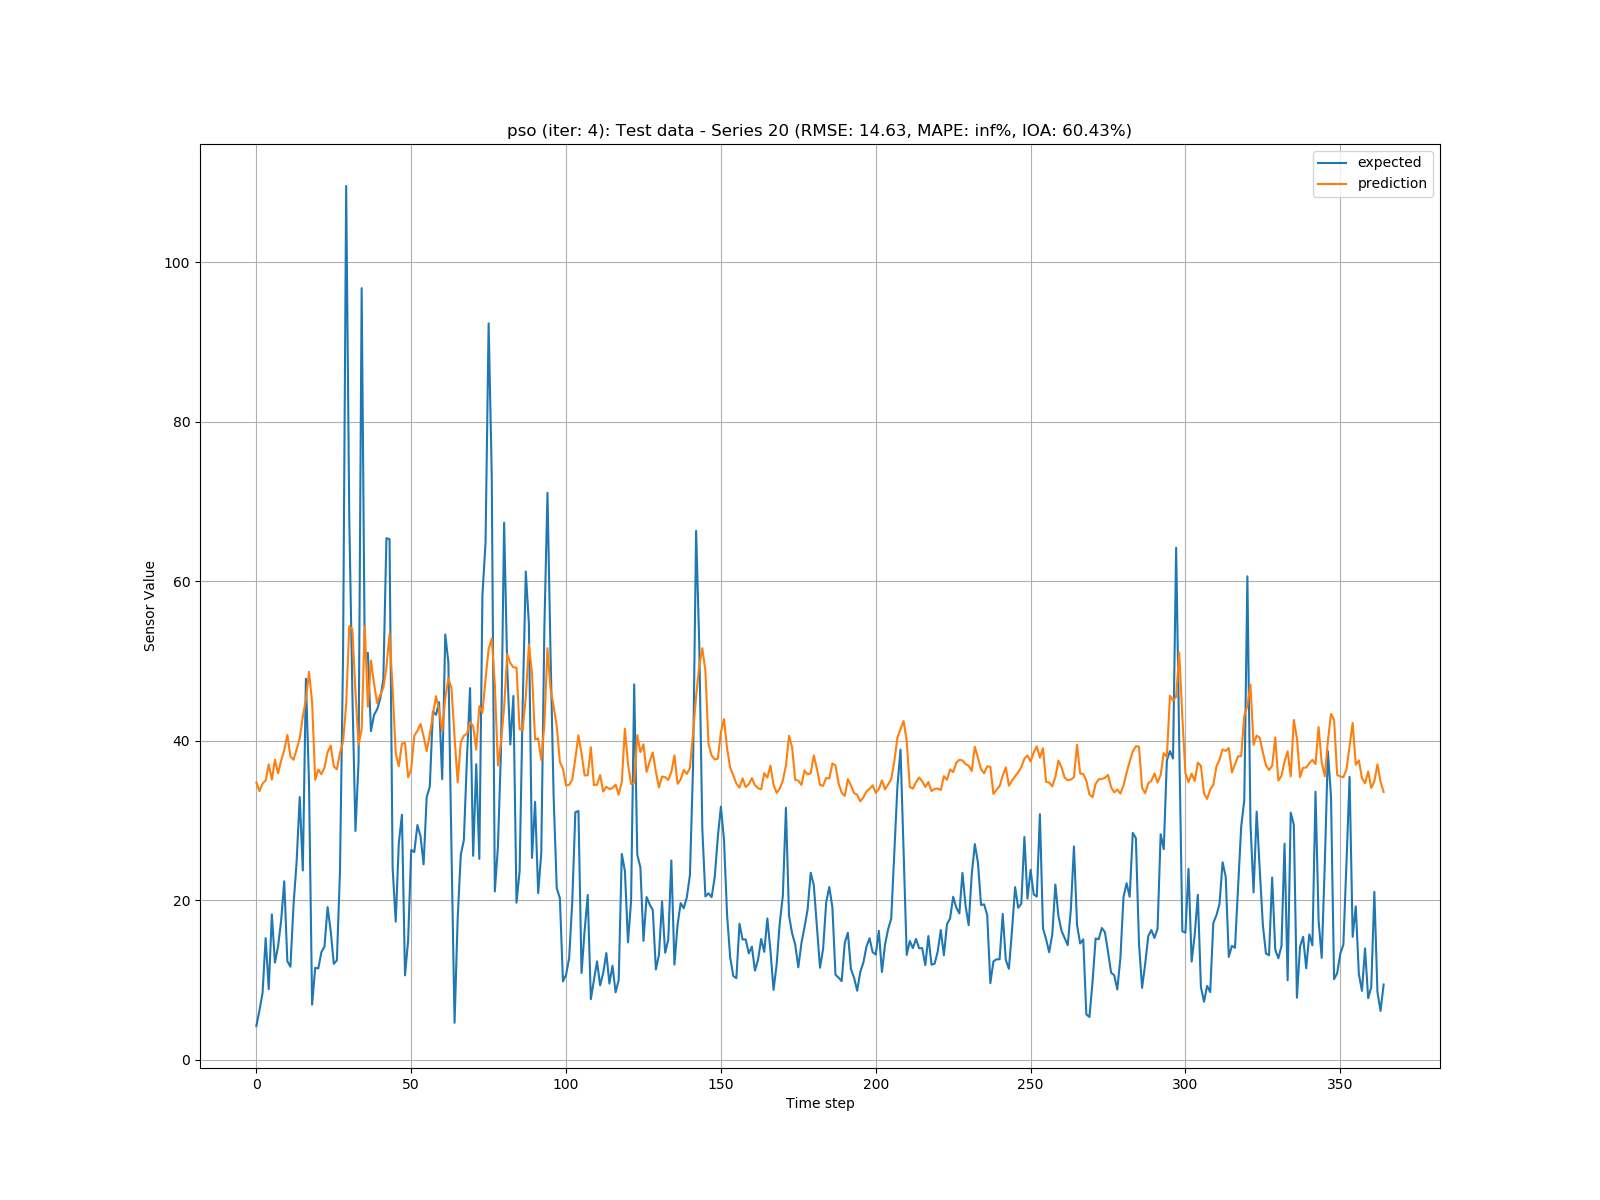 pso (iter: 4): Test data - Series 20 (RMSE: 14.63, MAPE: inf%, IOA: 60.43%)
expected
prediction
100
80
60
40
20
0
Sensor Value
0 50 100 150 200 250 300 350
Time step